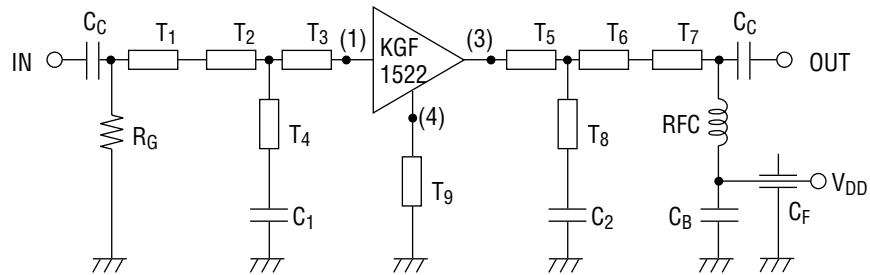 C_C T_1 T_2 T_3 (1) KGF 1522 (3) T_5 T_6 T_7 C_C
IN OUT
R_G T_4 (4) T_8 RFC
T_9 V_DD
C_1 C_2 C_B C_F